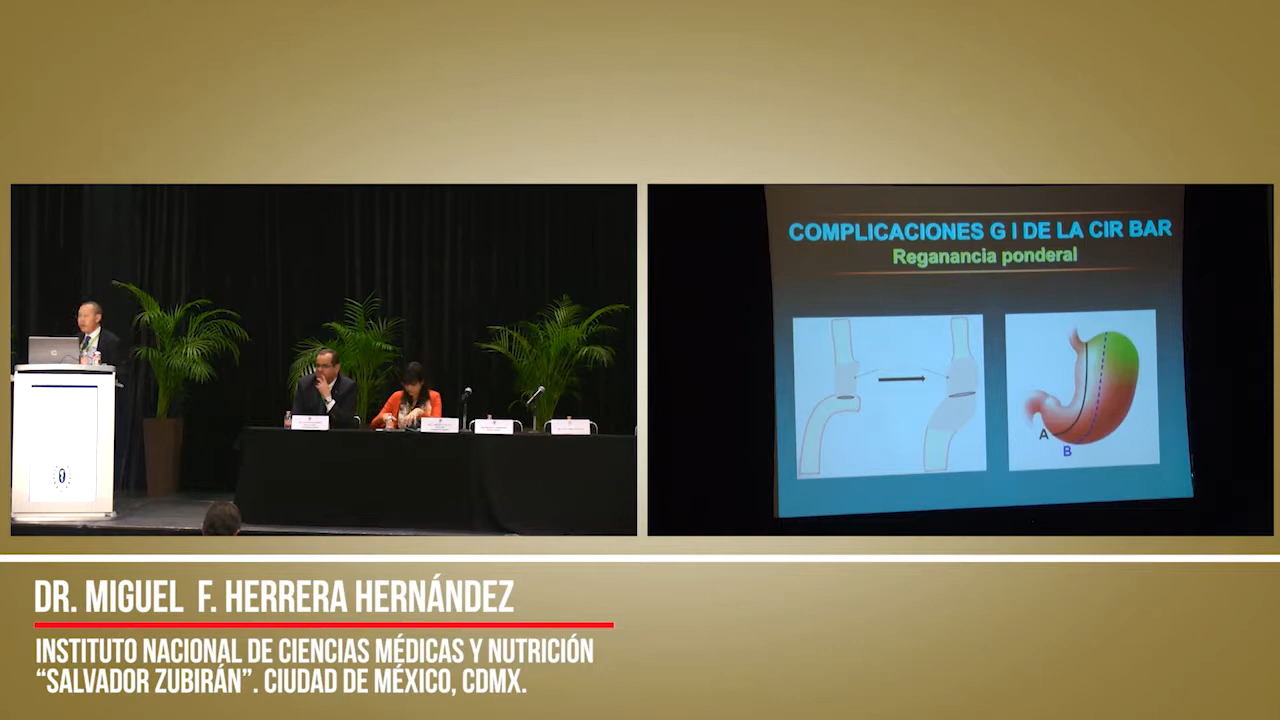 COMPLICACIONES G I DE LA CIR BAR
Reganancia ponderal
A
B
DR. MIGUEL F. HERRERA HERNÁNDEZ
INSTITUTO NACIONAL DE CIENCIAS MÉDICAS Y NUTRICIÓN
“SALVADOR ZUBIRÁN”. CIUDAD DE MÉXICO, CDMX.